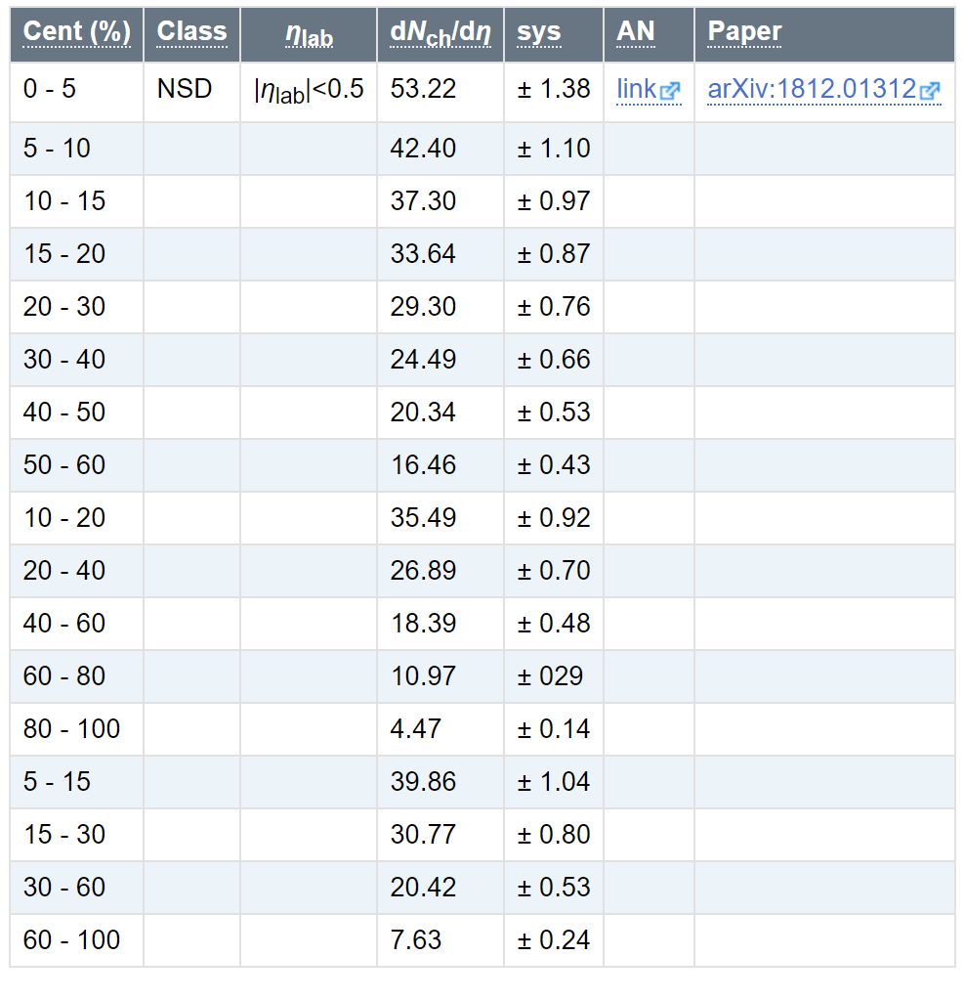 Cent (%) Class ηlab dNch/dη sys AN Paper
0 - 5 NSD |ηlab|<0.5 53.22 ± 1.38 link arXiv:1812.01312
5 - 10 42.40 ± 1.10
10 - 15 37.30 ± 0.97
15 - 20 33.64 ± 0.87
20 - 30 29.30 ± 0.76
30 - 40 24.49 ± 0.66
40 - 50 20.34 ± 0.53
50 - 60 16.46 ± 0.43
10 - 20 35.49 ± 0.92
20 - 40 26.89 ± 0.70
40 - 60 18.39 ± 0.48
60 - 80 10.97 ± 029
80 - 100 4.47 ± 0.14
5 - 15 39.86 ± 1.04
15 - 30 30.77 ± 0.80
30 - 60 20.42 ± 0.53
60 - 100 7.63 ± 0.24